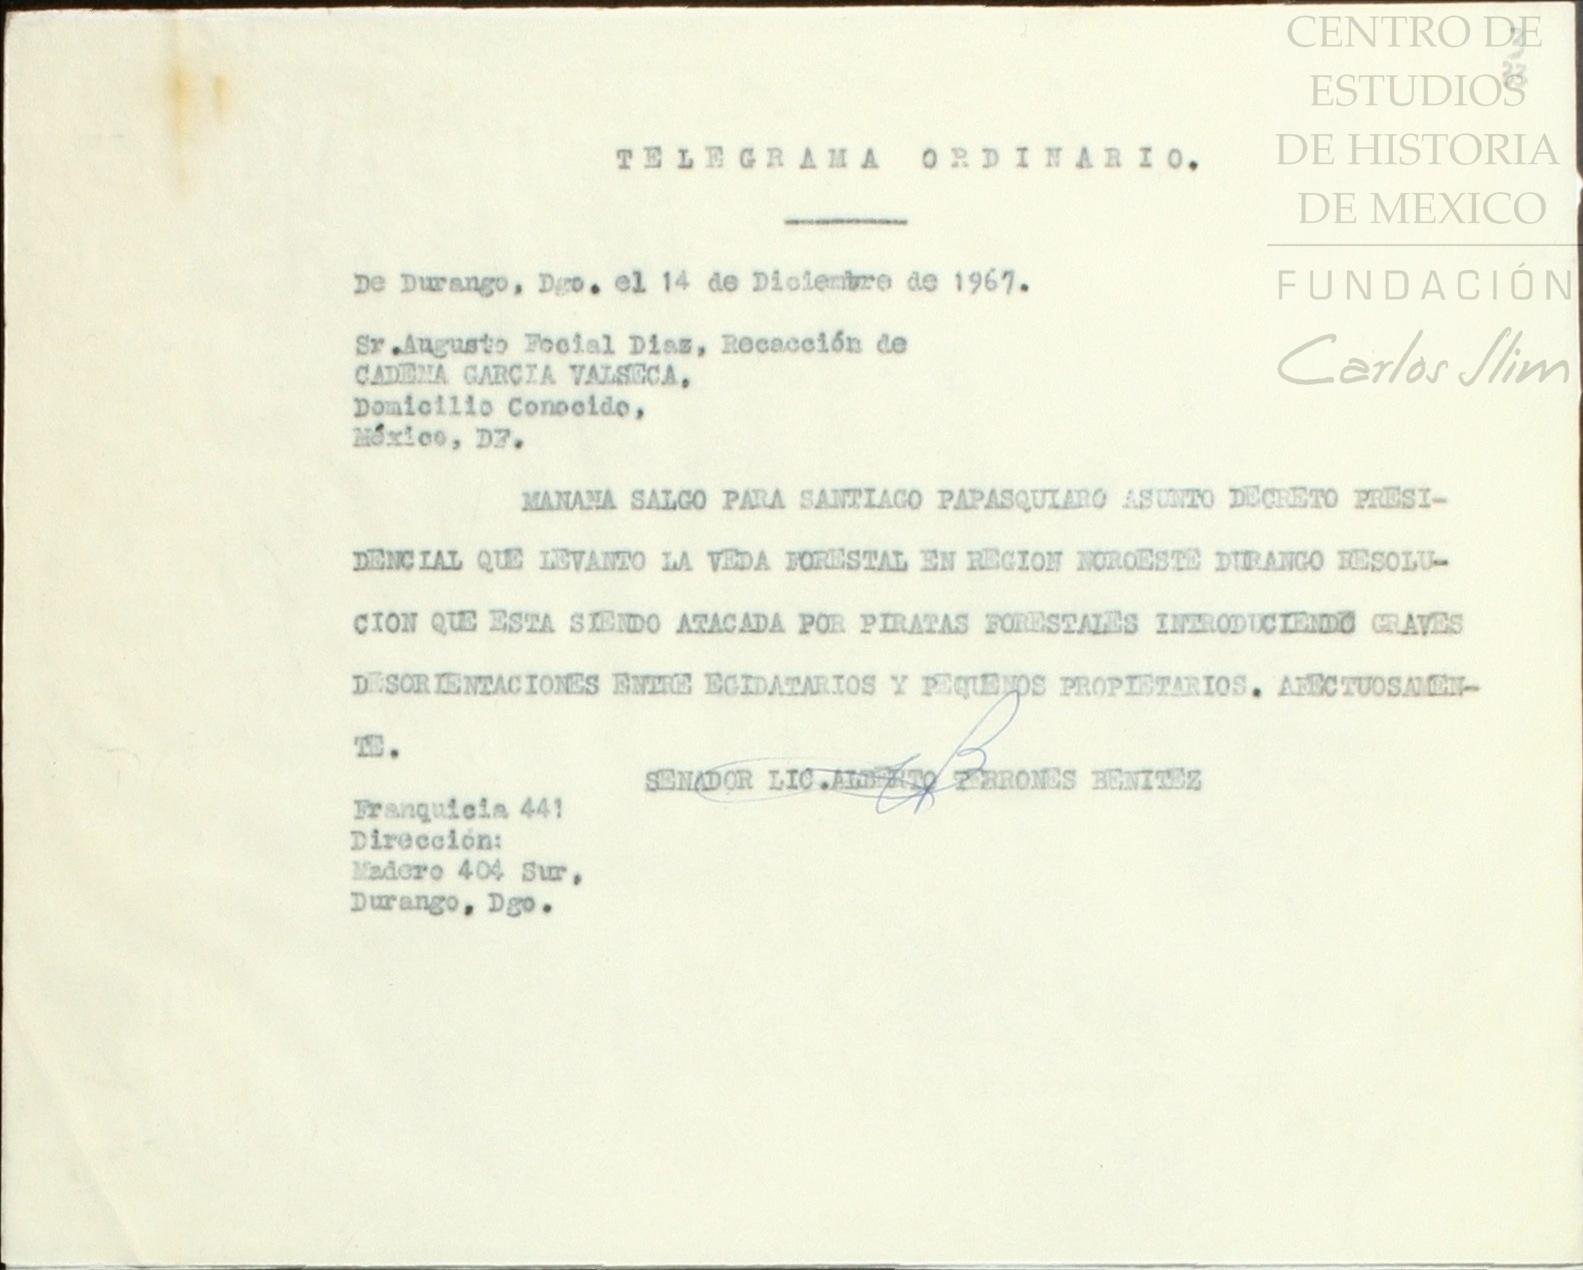 TELEGRAMA ORDINARIO.
De Durango, Dgo. el 14 de Diciembre de 1967.
Sr.Augusto Focial Diaz, Redacción de
CADENA GARCIA VALSECA.
Domicilio Conocido,
México, DF.
MANANA SALGO PARA SANTIAGO PAPASQUIARO ASUNTO DECRETO PRESI-
DENCIAL QUE LEVANTO LA VEDA FORESTAL EN REGION NOROESTE DURANGO RESOLU-
CION QUE ESTA SIENDO ATACADA POR PIRATAS FORESTALES INTRODUCIENDO GRAVES
DESORIENTACIONES ENTRE EGIDATARIOS Y PEQUENOS PROPIETARIOS. AFECTUOSAMEN-
TE.
SENADOR LIC.ALBERTO TERRONES BENITEZ
Franquicia 441
Dirección:
Madero 404 Sur.
Durango, Dgo.
CENTRO DE
ESTUDIOS
DE HISTORIA
DE MEXICO
FUNDACIÓN
Carlos Slim